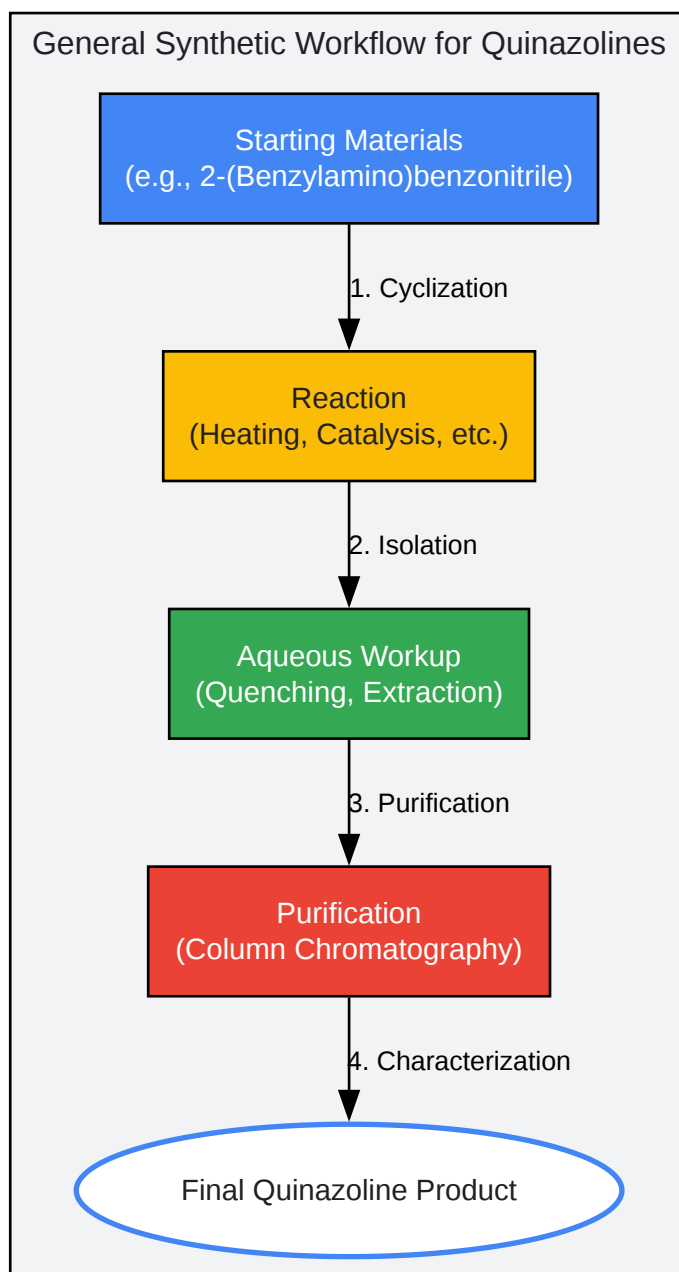 General Synthetic Workflow for Quinazolines
Starting Materials
(e.g., 2-(Benzylamino)benzonitrile)
1. Cyclization
Reaction
(Heating, Catalysis, etc.)
2. Isolation
Aqueous Workup
(Quenching, Extraction)
3. Purification
Purification
(Column Chromatography)
4. Characterization
Final Quinazoline Product